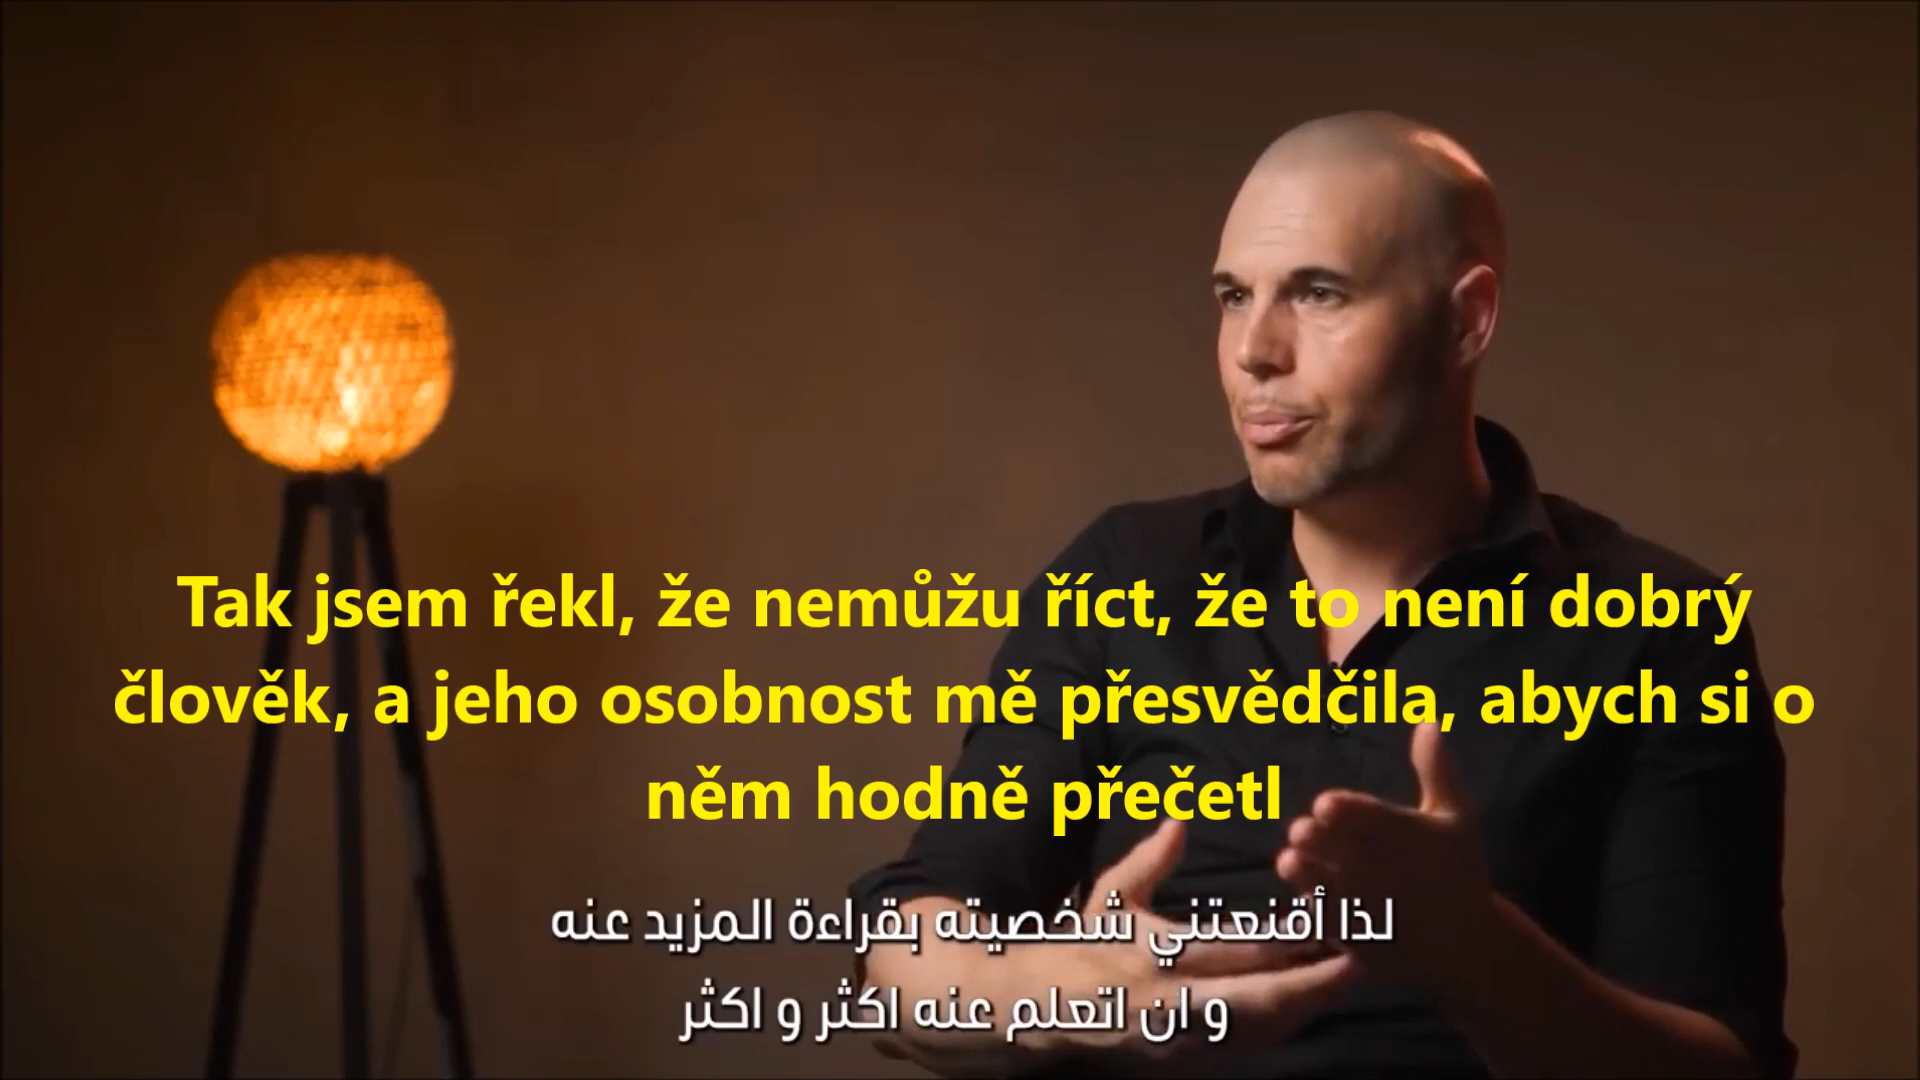 Tak jsem řekl, že nemůžu říct, že to není dobrý
člověk, a jeho osobnost mě přesvědčila, abych si o
něm hodně přečetl
لذا أقنعتني شخصيته بقراءة المزيد عنه
و ان اتعلم عنه اكثر و اكثر